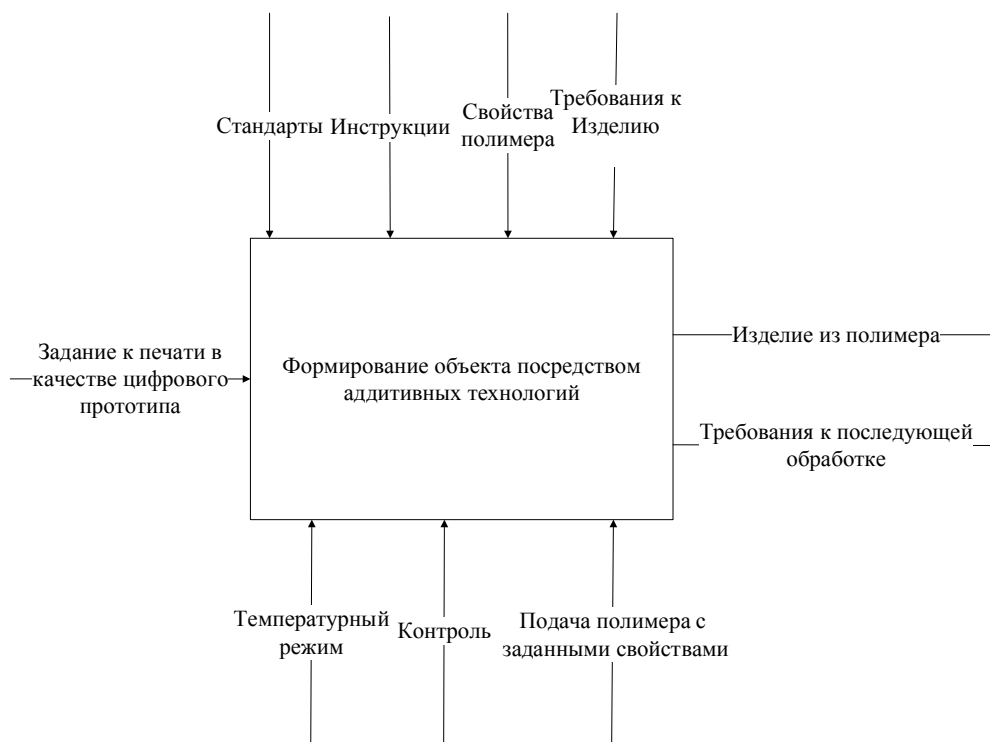 Стандарты
Инструкции
Свойства
полимера
Требования к
Изделию
Задание к печати в
качестве цифрового
прототипа
Формирование объекта посредством
аддитивных технологий
Изделие из полимера
Требования к последующей
обработке
Температурный
режим
Контроль
Подача полимера с
заданными свойствами